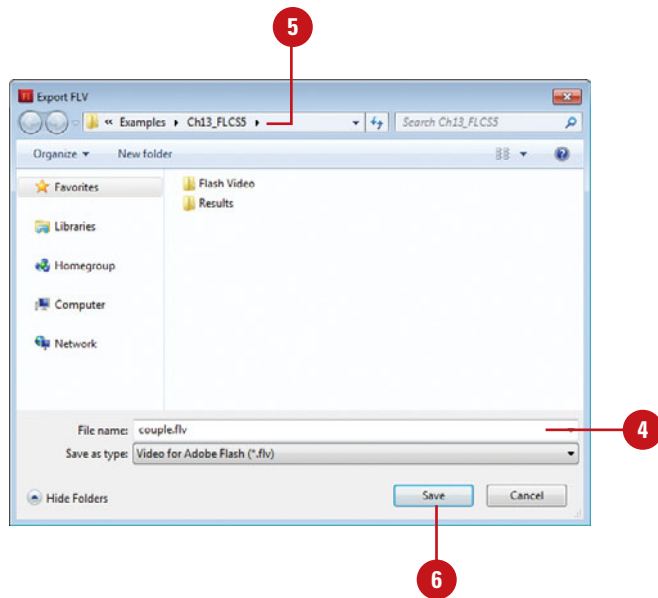 5
FL Export FLV
« Examples Ch13_FLCS5 Search Ch13_FLCS5
Organize New folder ?
Favorites
Libraries
Homegroup
Computer
Network
Flash Video
Results
File name: couple.flv
4
Save as type: Video for Adobe Flash (*.flv)
Hide Folders Save Cancel
6